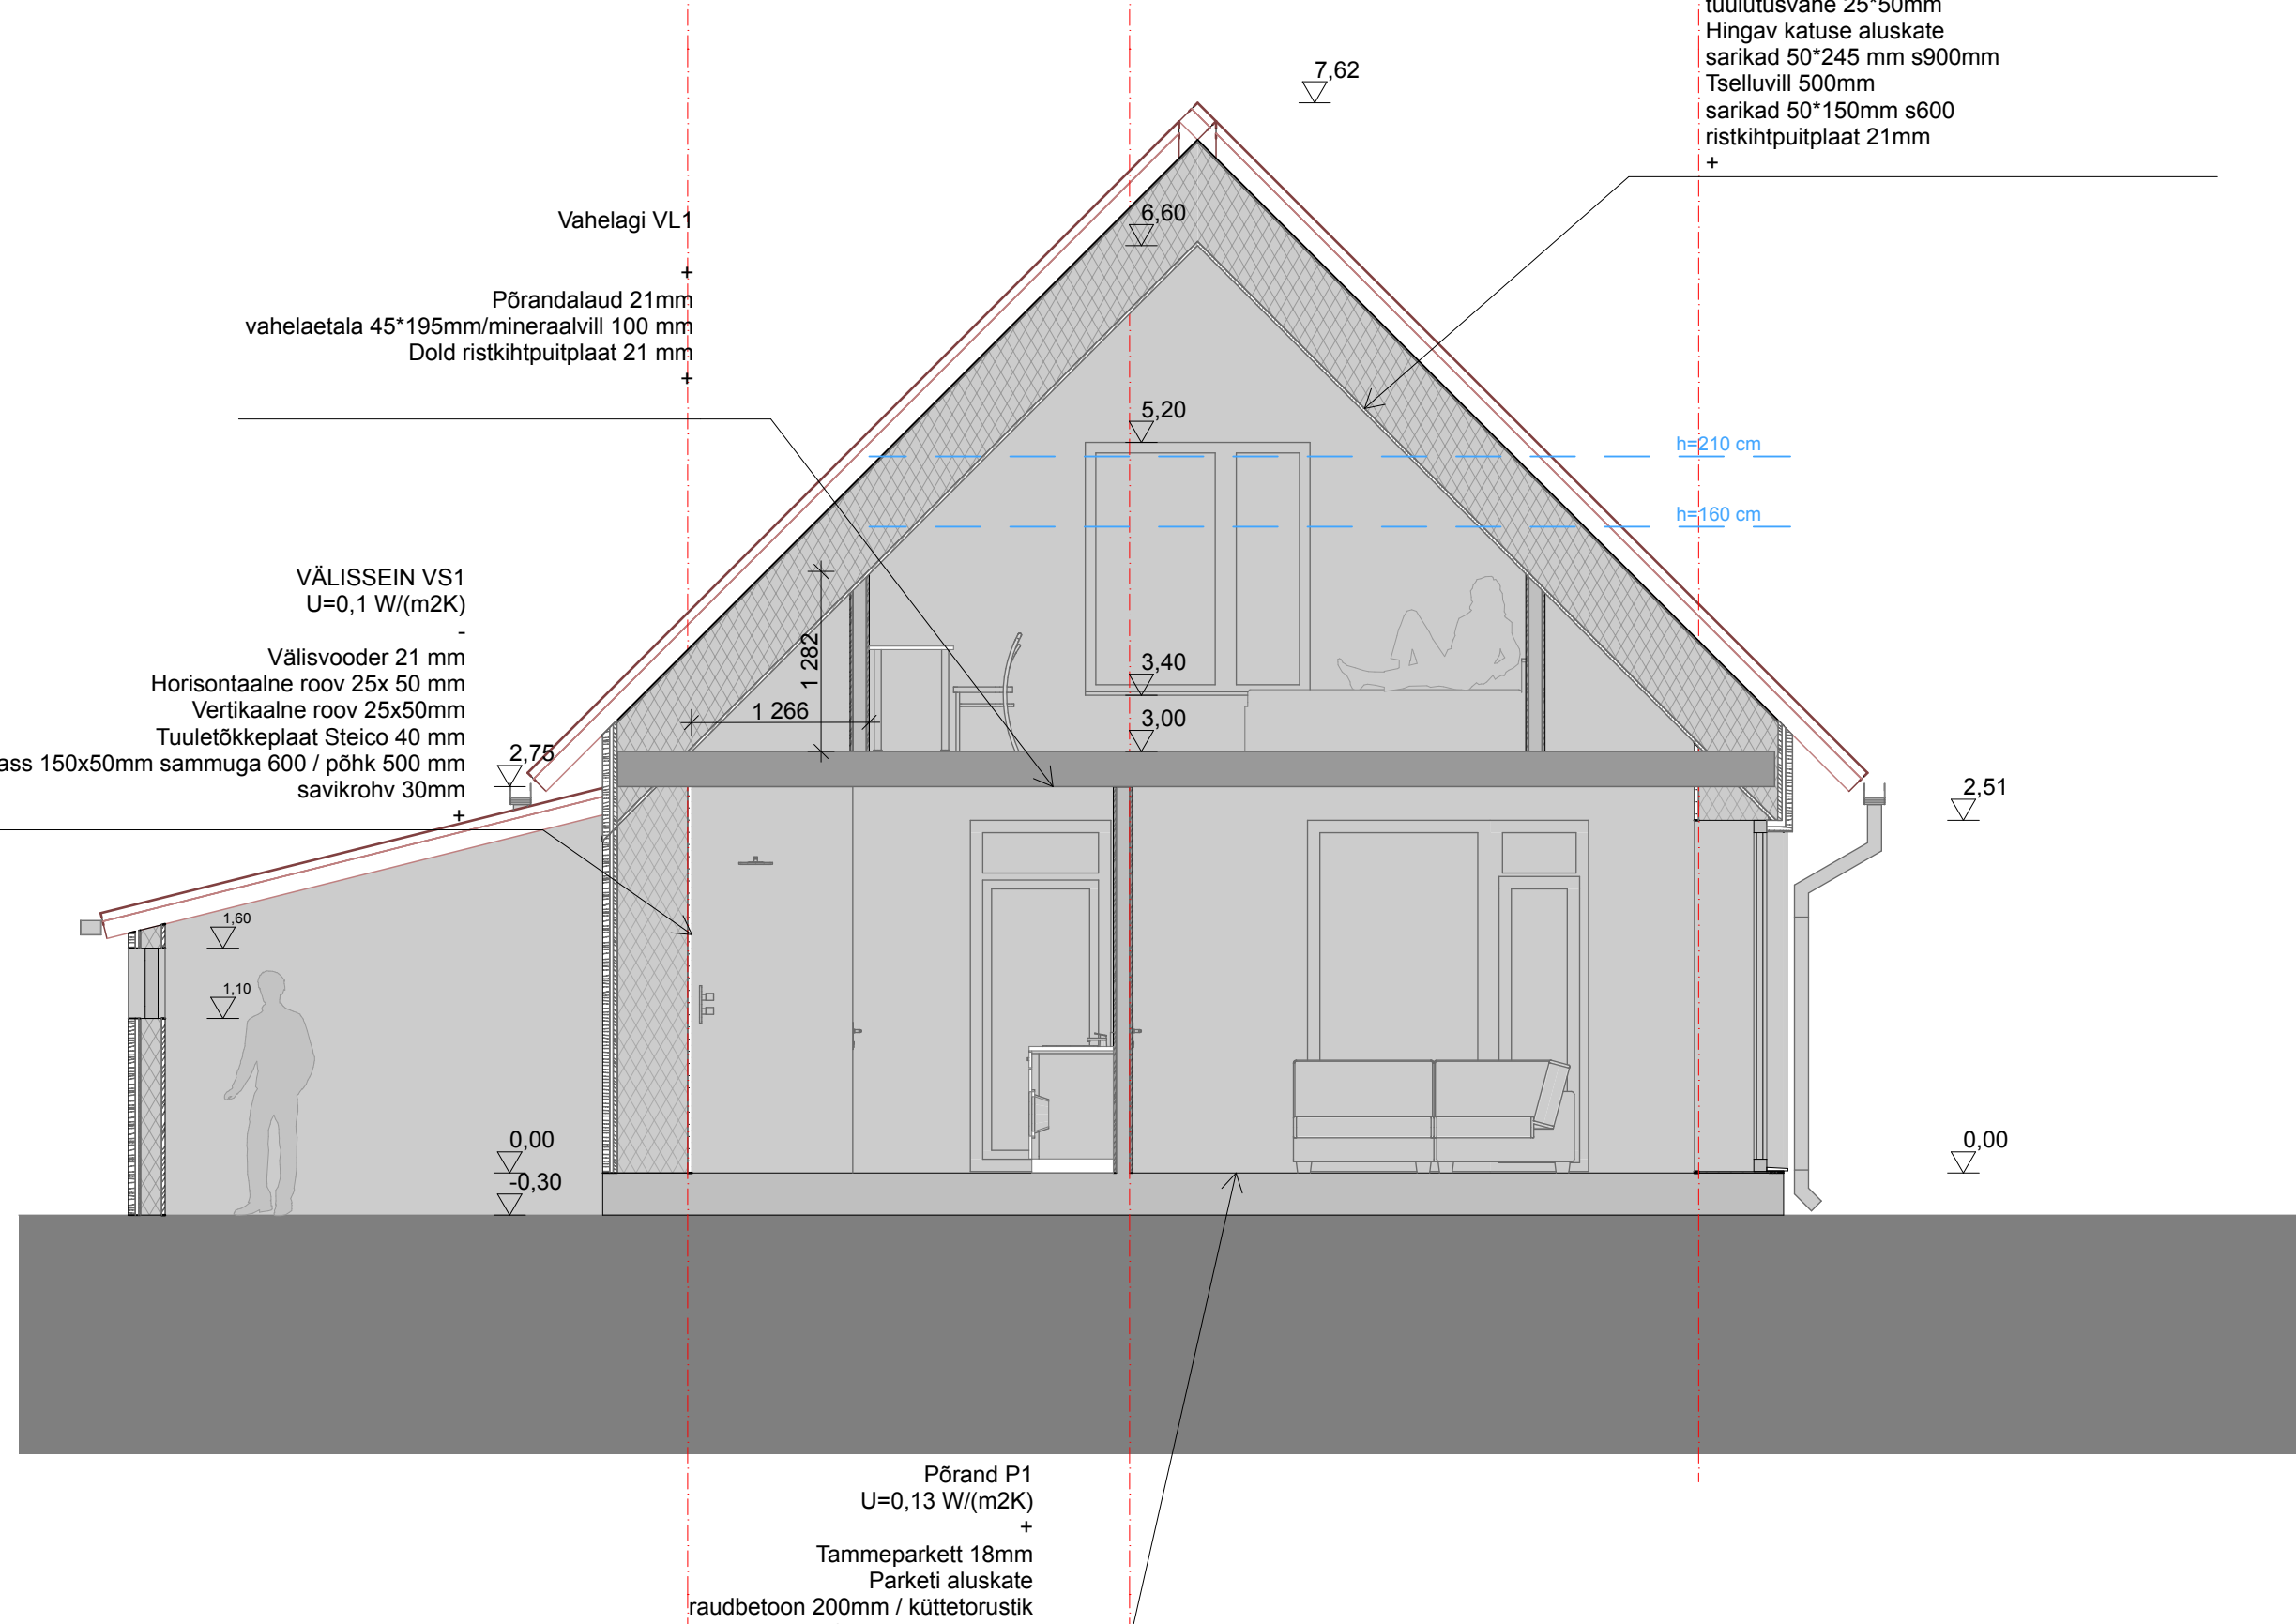 tuulutusvahe 25*50mm
Hingav katuse aluskate
sarikad 50*245 mm s900mm
Tselluvill 500mm
sarikad 50*150mm s600
ristkihtpuitplaat 21mm
+
7,62
Vahelagi VL1
+
Põrandalaud 21mm
vahelaetala 45*195mm/mineraalvill 100 mm
Dold ristkihtpuitplaat 21 mm
+
6,60
5,20
h=210 cm
h=160 cm
VÄLISSEIN VS1
U=0,1 W/(m2K)
-
Välisvooder 21 mm
Horisontaalne roov 25x 50 mm
Vertikaalne roov 25x50mm
Tuuletõkkeplaat Steico 40 mm
150x50mm sammuga 600 / põhk 500 mm
savikrohv 30mm
+
1 282
1 266
3,40
3,00
2,75
2,51
1,60
1,10
0,00
-0,30
0,00
Põrand P1
U=0,13 W/(m2K)
+
Tammeparkett 18mm
Parketi aluskate
raudbetoon 200mm / küttetorustik